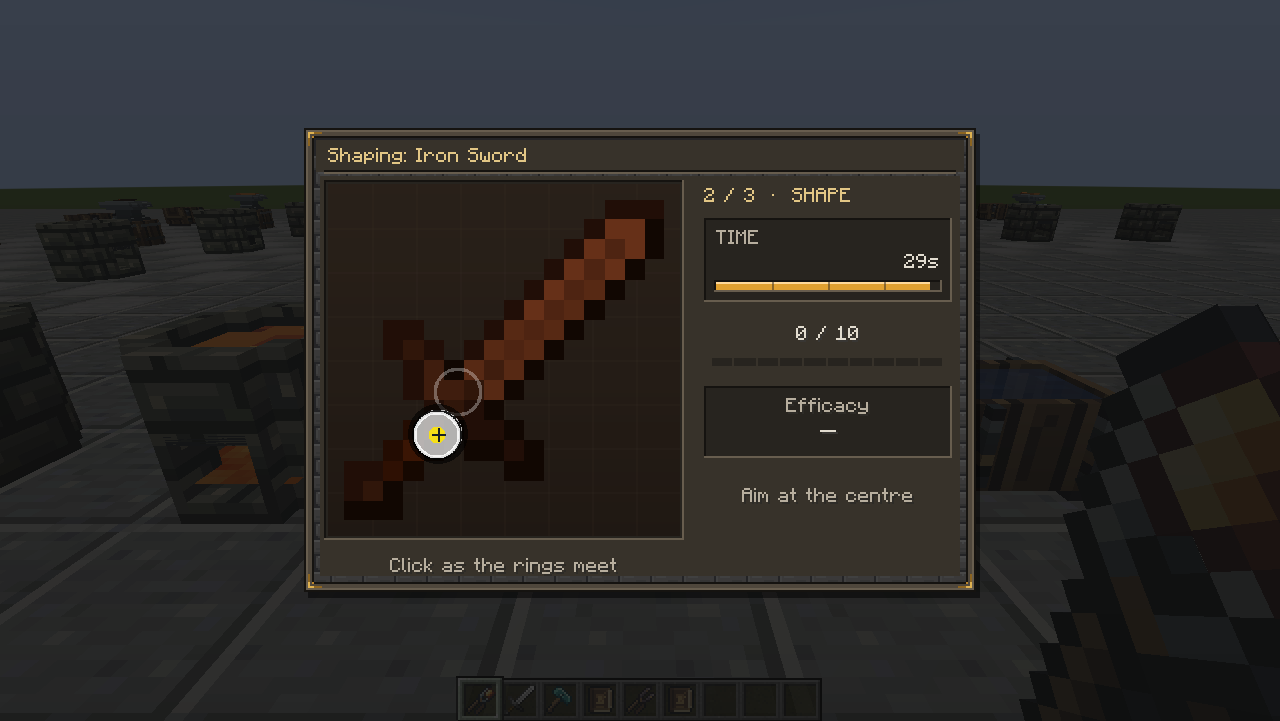 Shaping: Iron Sword
2 / 3 · SHAPE
TIME
29s
0 / 10
Efficacy
—
Aim at the centre
Click as the rings meet